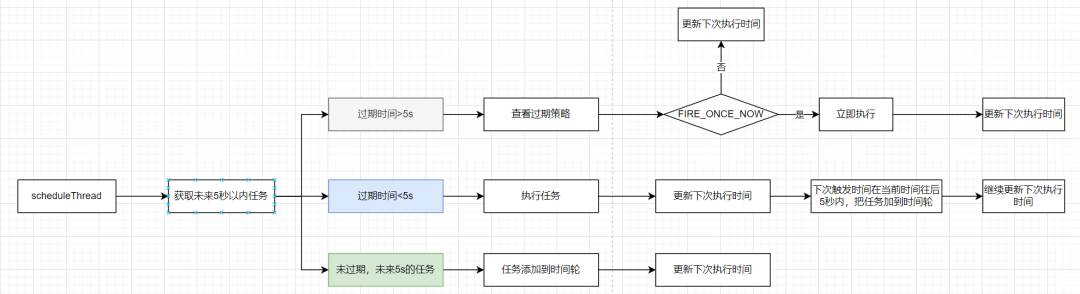 更新下次执行时间
否
过期时间>5s
查看过期策略
FIRE_ONCE_NOW
是
立即执行
更新下次执行时间
scheduleThread
获取未来5秒以内任务
过期时间<5s
执行任务
更新下次执行时间
下次触发时间在当前时间往后
5秒内，把任务加到时间轮
继续更新下次执行
时间
未过期，未来5s的任务
任务添加到时间轮
更新下次执行时间